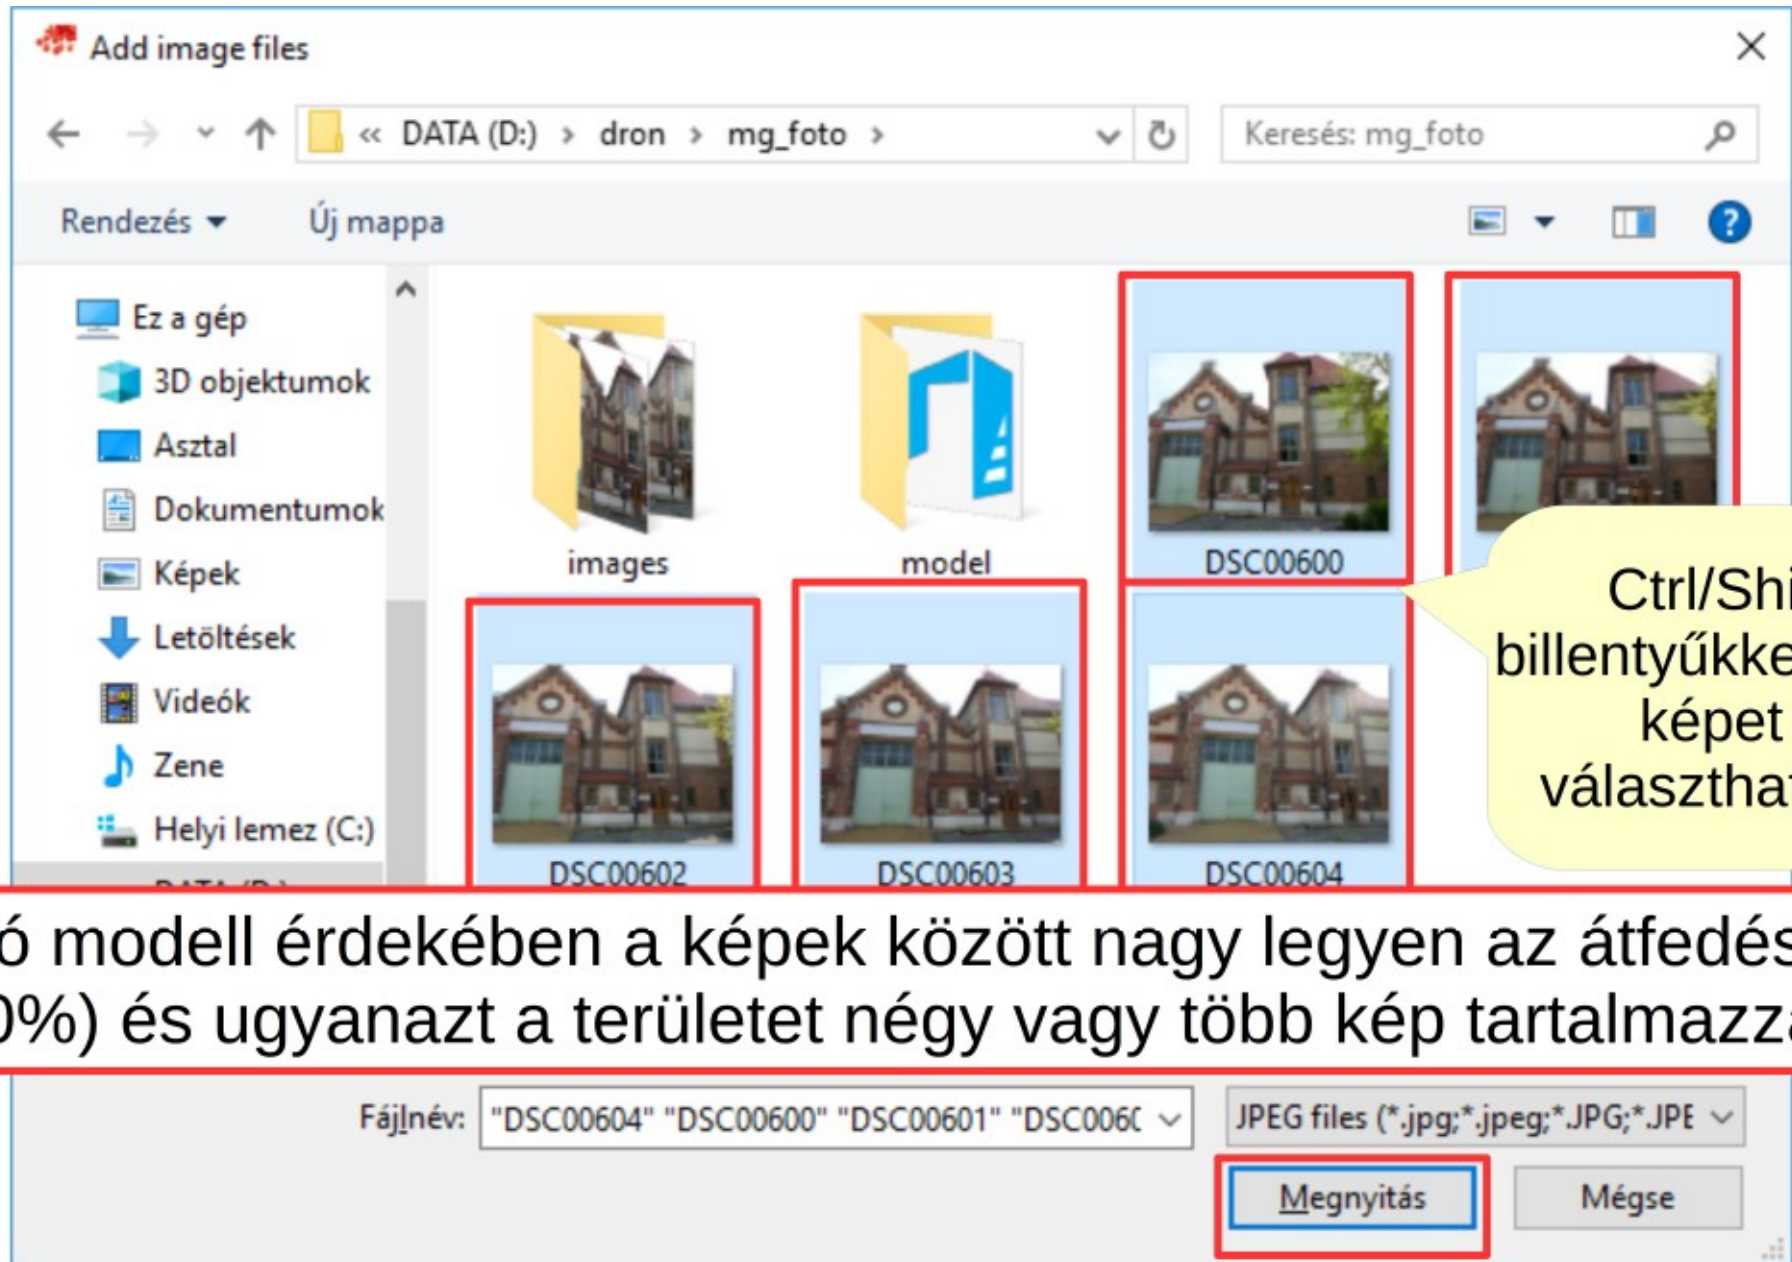 Add image files
« DATA (D:) > dron > mg_foto >
Keresés: mg_foto
Rendezés
Új mappa
Ez a gép
3D objektumok
Asztal
Dokumentumok
Képek
Letöltések
Videók
Zene
Helyi lemez (C:)
images
model
DSC00600
DSC00602
DSC00603
DSC00604
Ctrl/Shi
billentyűkke
képet
választha
ó modell érdekében a képek között nagy legyen az átfedés
0%) és ugyanazt a területet négy vagy több kép tartalmazza
Fájlnév:
"DSC00604" "DSC00600" "DSC00601" "DSC0060
JPEG files (*.jpg;*.jpeg;*.JPG;*.JPE
Megnyitás
Mégse